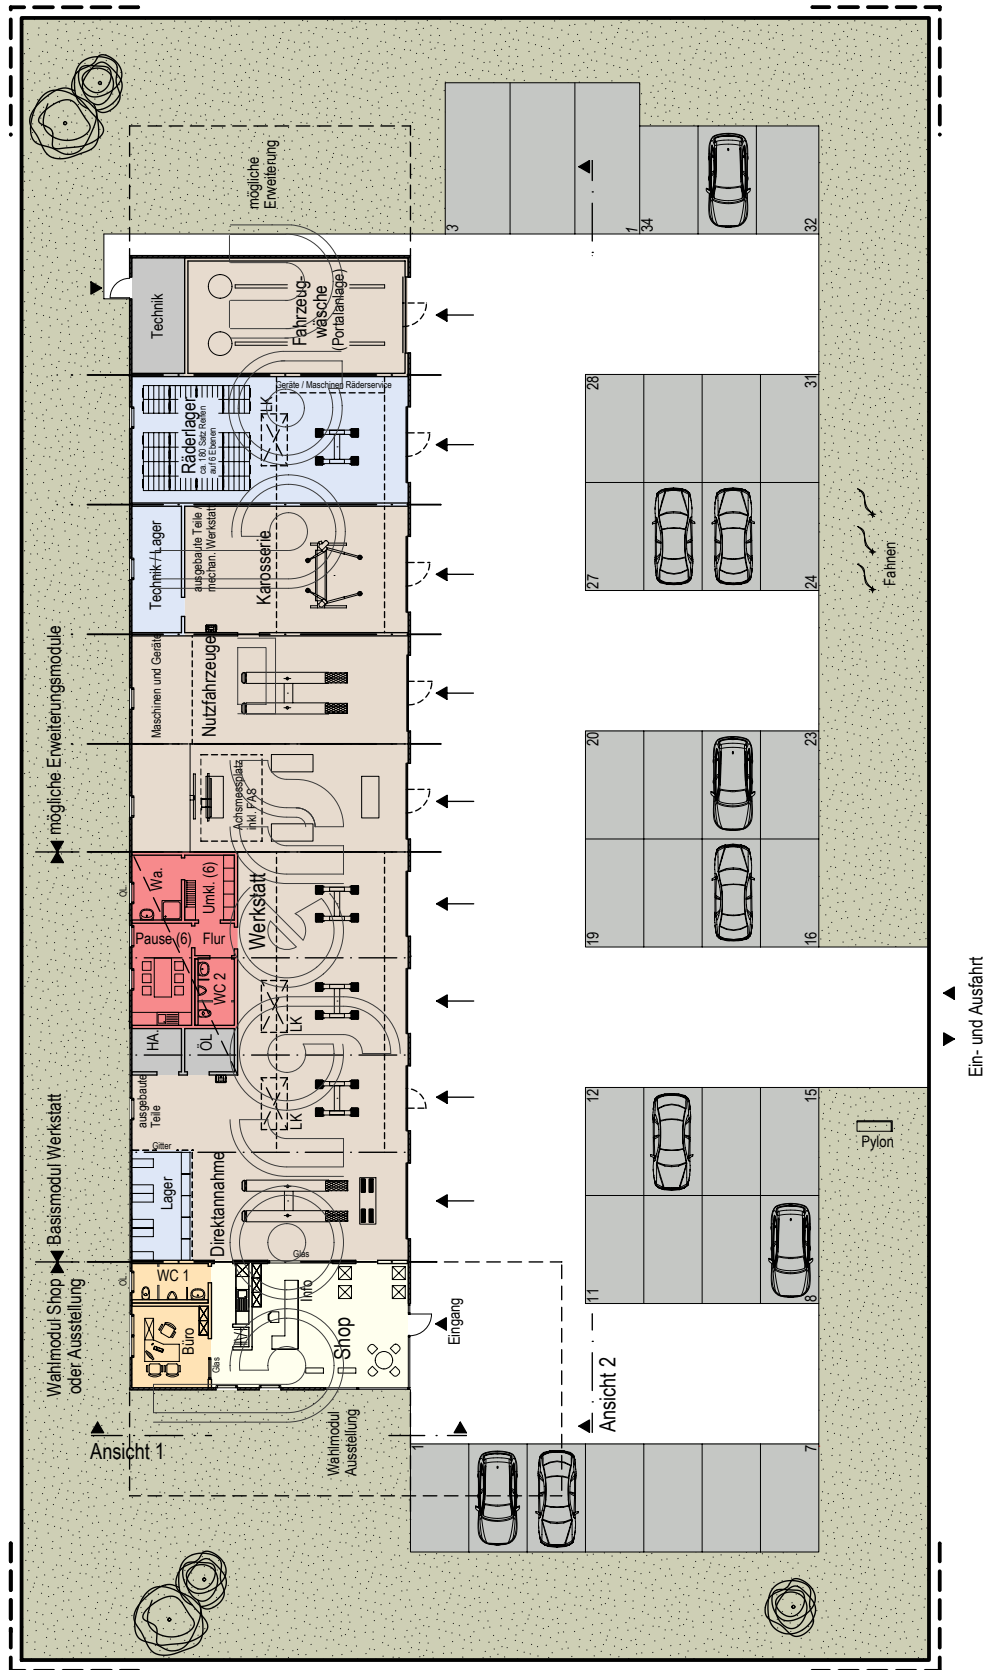 mögliche
Erweiterung
3
1
34
32
Technik
Fahrzeug-
wäsche
(Portalanlage)
Räderlager
ca. 180 Satz Reifen
auf 6 Ebenen
Geräte / Maschinen Räderservice
LK
28
31
Technik / Lager
ausgebaute Teile /
mechan. Werkstatt
Karosserie
27
24
Fahnen
mögliche Erweiterungsmodule
Maschinen und Geräte
Nutzfahrzeuge
20
23
Achsmessplatz
inkl. FAS
ÖL
Wa.
Umkl. (6)
Werkstatt
19
16
Pause (6)
Flur
WC 2
HA.
ÖL
LK
Ein- und Ausfahrt
Basismodul Werkstatt
ausgebaute
Teile
LK
12
15
Pylon
Gitter
Lager
Direktannahme
Glas
11
8
Wahlmodul Shop
oder Ausstellung
ÖL
WC 1
Büro
Glas
Info
Shop
Eingang
Ansicht 1
Wahlmodul
Ausstellung
Ansicht 2
1
7